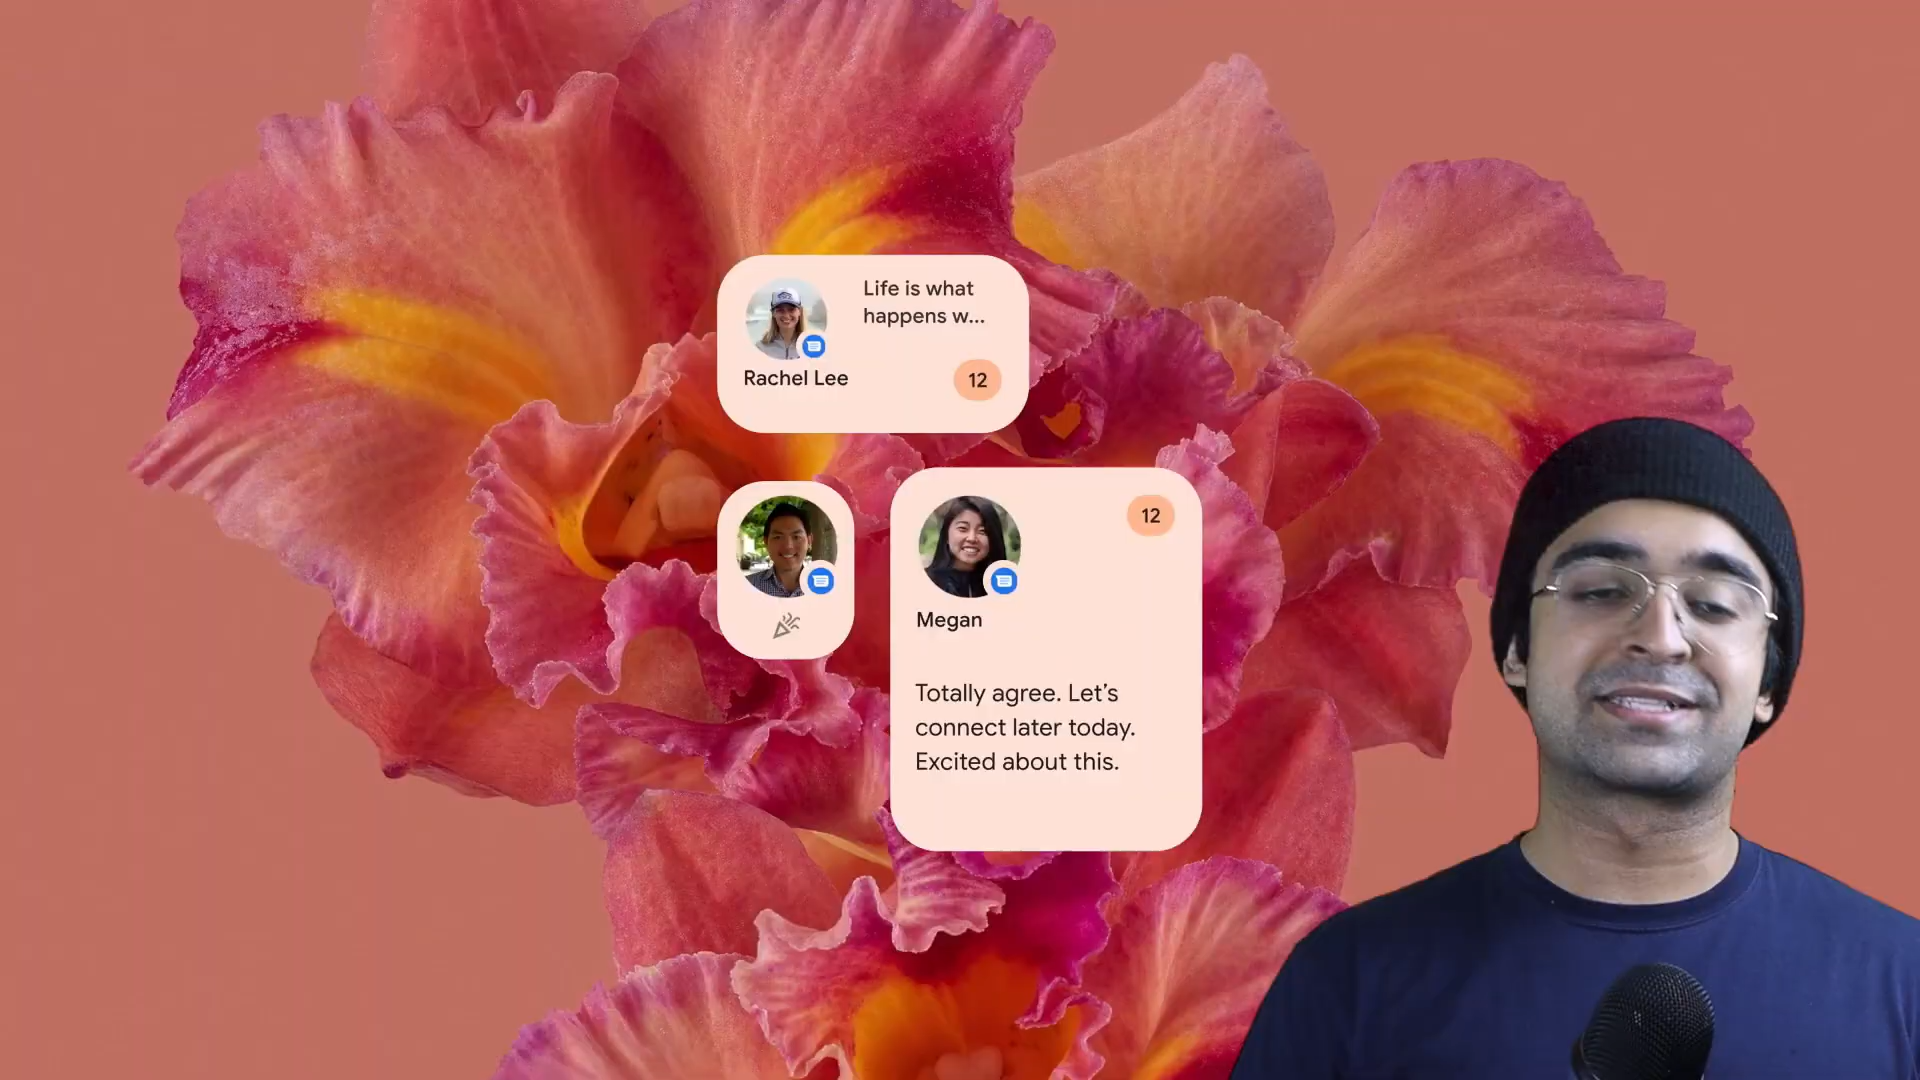 Life is what
happens w...
Rachel Lee
12
12
Megan
Totally agree. Let's
connect later today.
Excited about this.